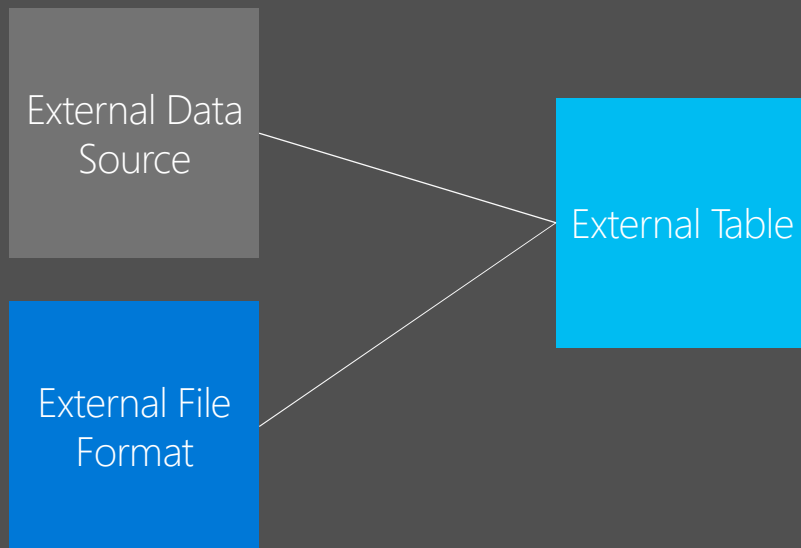 External Data
Source
External Table
External File
Format